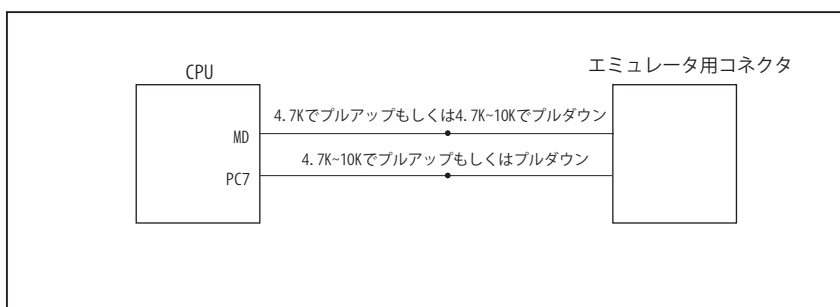 CPU
エミュレータ用コネクタ
4.7Kでプルアップもしくは4.7K~10Kでプルダウン
MD
4.7K~10Kでプルアップもしくはプルダウン
PC7